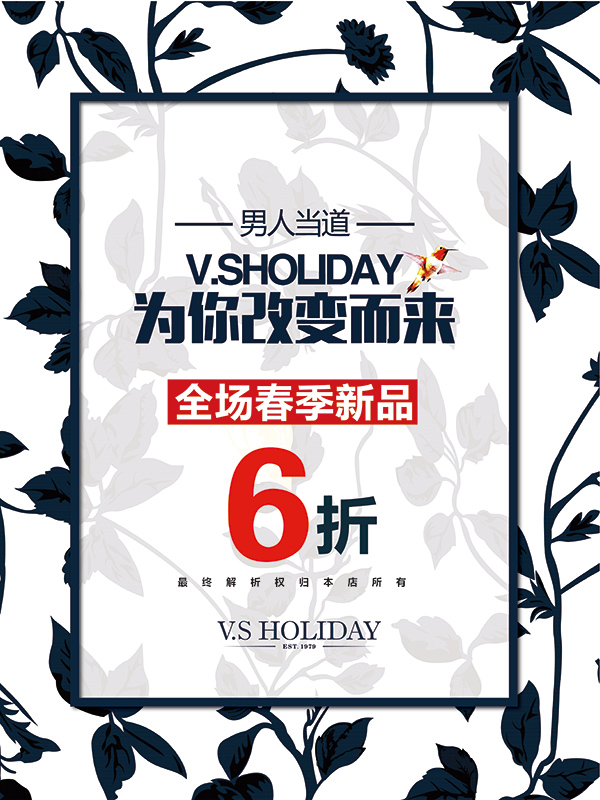 男人当道
V.SHOLIDAY
为你改变而来
全场春季新品
6折
最终解析权归本店所有
V.S HOLIDAY
EST. 1979